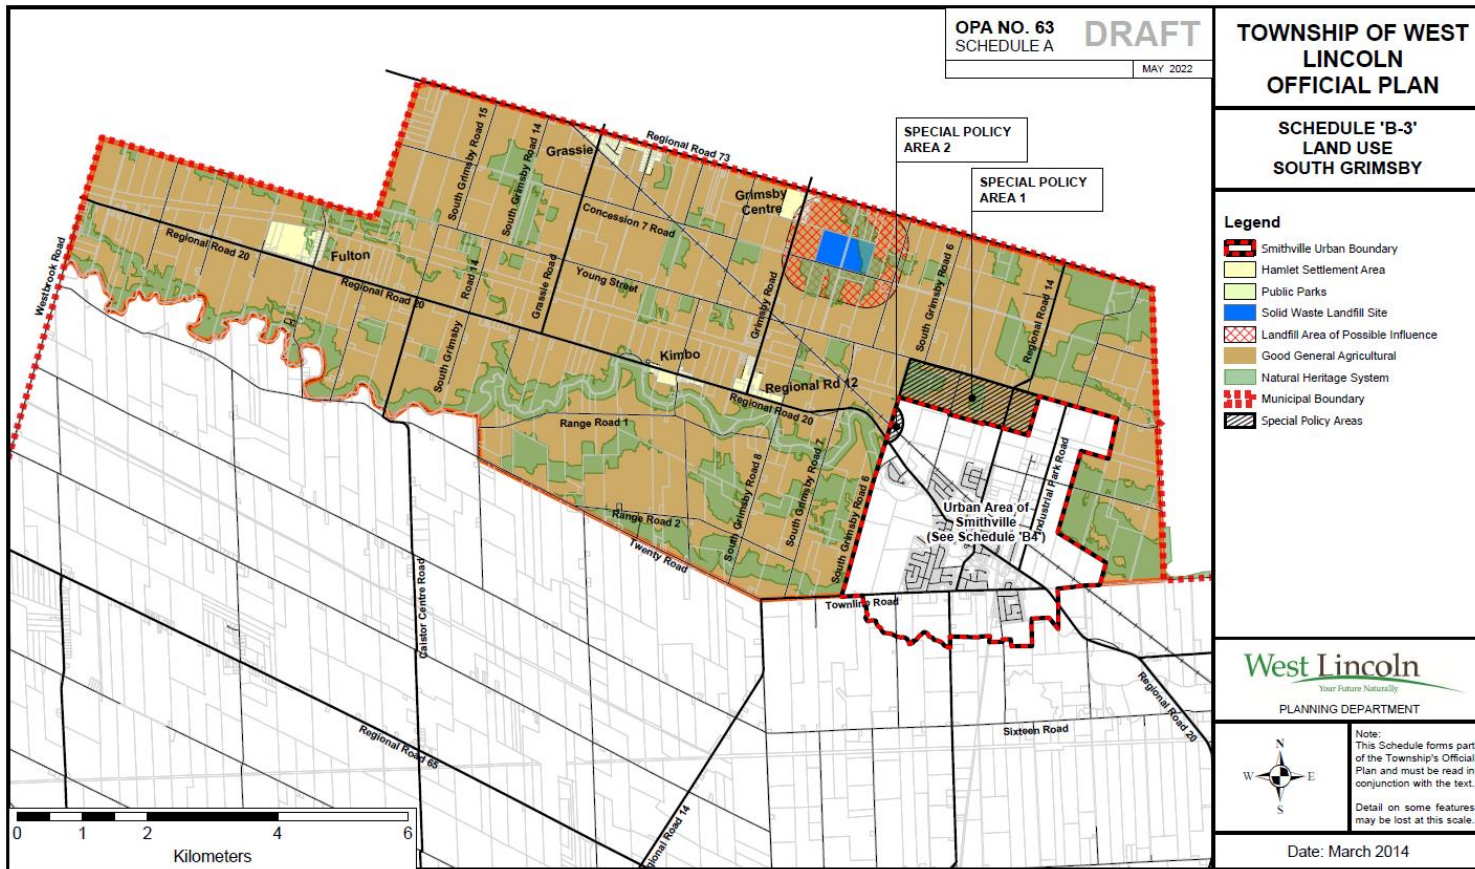 OPA NO. 63
SCHEDULE A
DRAFT
MAY 2022
TOWNSHIP OF WEST
LINCOLN
OFFICIAL PLAN
SCHEDULE 'B-3'
LAND USE
SOUTH GRIMSBY
SPECIAL POLICY
AREA 2
SPECIAL POLICY
AREA 1
Legend
Smithville Urban Boundary
Hamlet Settlement Area
Public Parks
Solid Waste Landfill Site
Landfill Area of Possible Influence
Good General Agricultural
Natural Heritage System
Municipal Boundary
Special Policy Areas
Regional Road 73
Grassie
South Grimsby Road 15
South Grimsby Road 14
Grimsby
Centre
Concession 7 Road
Regional Road 20
Fulton
Westbrook Road
Road 14
Grassie Road
Young Street
Grimsby Road
South Grimsby Road 6
Regional Road 14
Regional Road 20
South Grimsby
Kimbo
Regional Rd 12
Regional Road 20
Range Road 1
South Grimsby Road 8
South Grimsby Road 7
South Grimsby Road 6
Industrial Park Road
Urban Area of
Smithville
(See Schedule 'B4')
Range Road 2
Twenty Road
Townline Road
Caistor Centre Road
Regional Road 65
Regional Road 14
Sixteen Road
Regional Road 20
0 1 2 4 6
Kilometers
West Lincoln
Your Future Naturally
PLANNING DEPARTMENT
N
W E
S
Note:
This Schedule forms part
of the Township's Official
Plan and must be read in
conjunction with the text.
Detail on some features
may be lost at this scale.
Date: March 2014